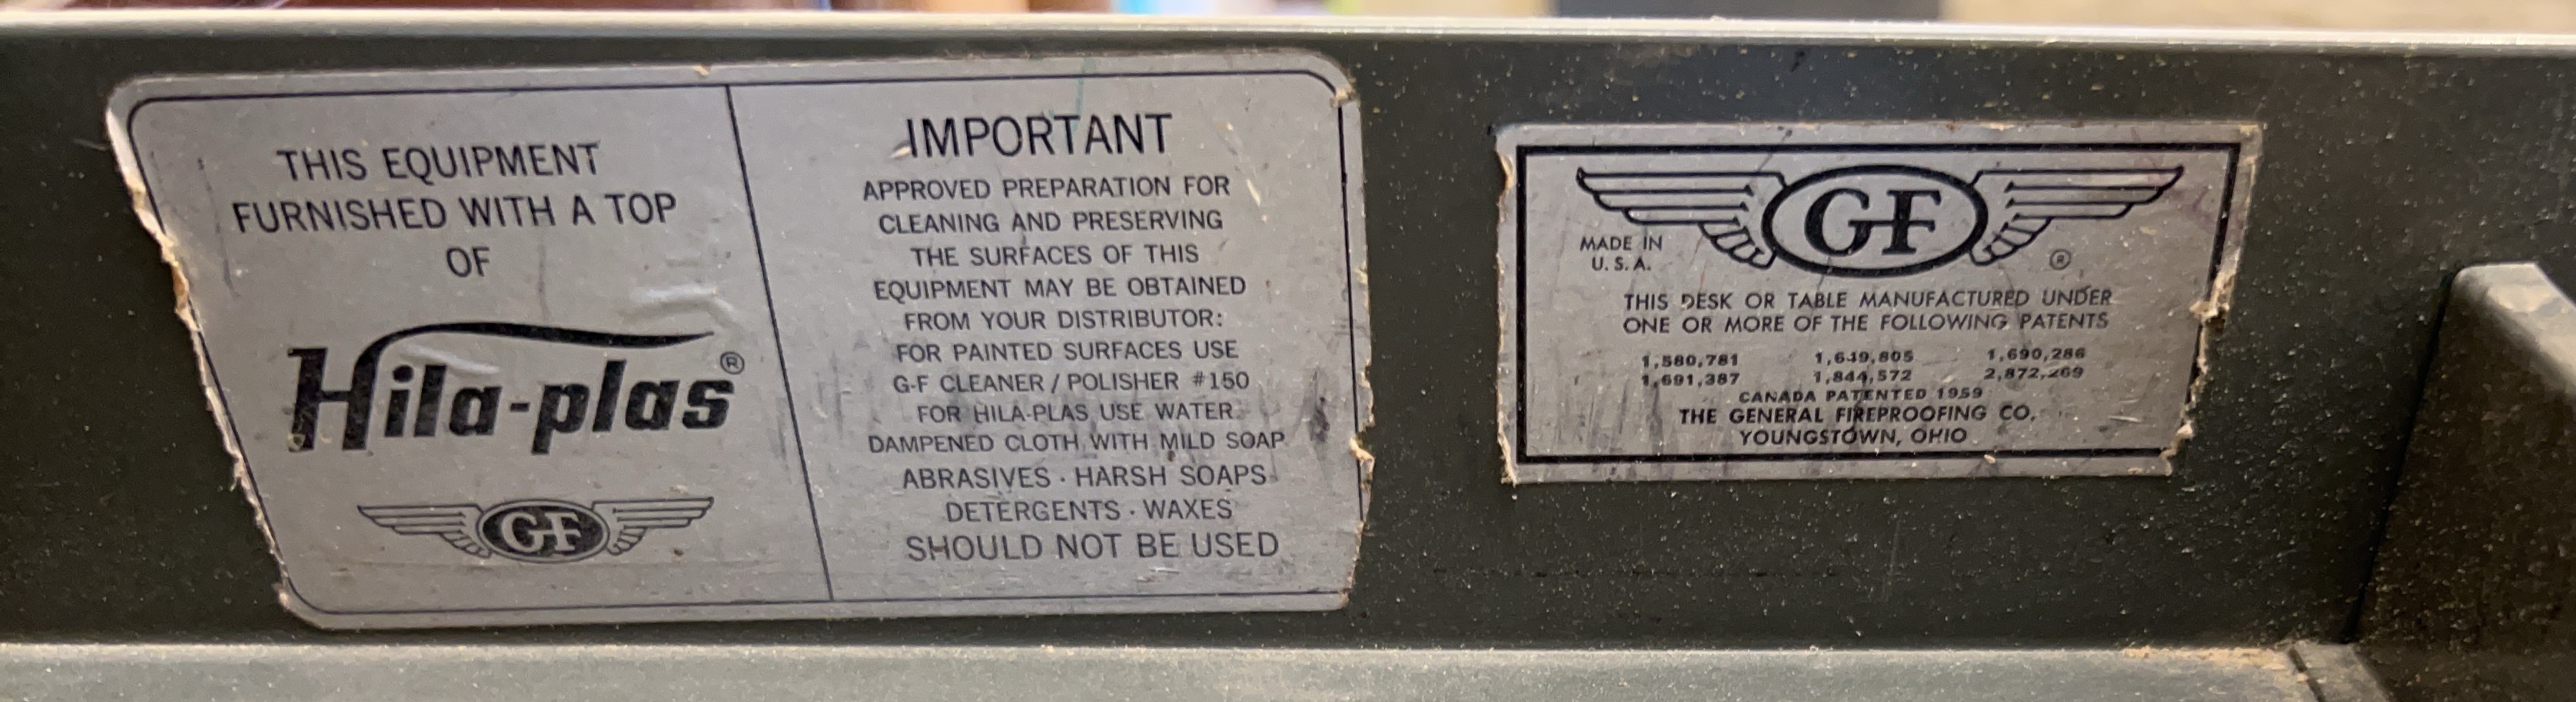 THIS EQUIPMENT
FURNISHED WITH A TOP
OF
Hila-plas®
GF
IMPORTANT
APPROVED PREPARATION FOR
CLEANING AND PRESERVING
THE SURFACES OF THIS
EQUIPMENT MAY BE OBTAINED
FROM YOUR DISTRIBUTOR:
FOR PAINTED SURFACES USE
G-F CLEANER / POLISHER #150
FOR HILA-PLAS USE WATER
DAMPENED CLOTH WITH MILD SOAP
ABRASIVES · HARSH SOAPS
DETERGENTS · WAXES
SHOULD NOT BE USED
GF
®
MADE IN
U.S.A.
THIS DESK OR TABLE MANUFACTURED UNDER
ONE OR MORE OF THE FOLLOWING PATENTS
1,580,781 1,649,805 1,690,286
1,691,387 1,844,572 2,872,269
CANADA PATENTED 1959
THE GENERAL FIREPROOFING CO.
YOUNGSTOWN, OHIO